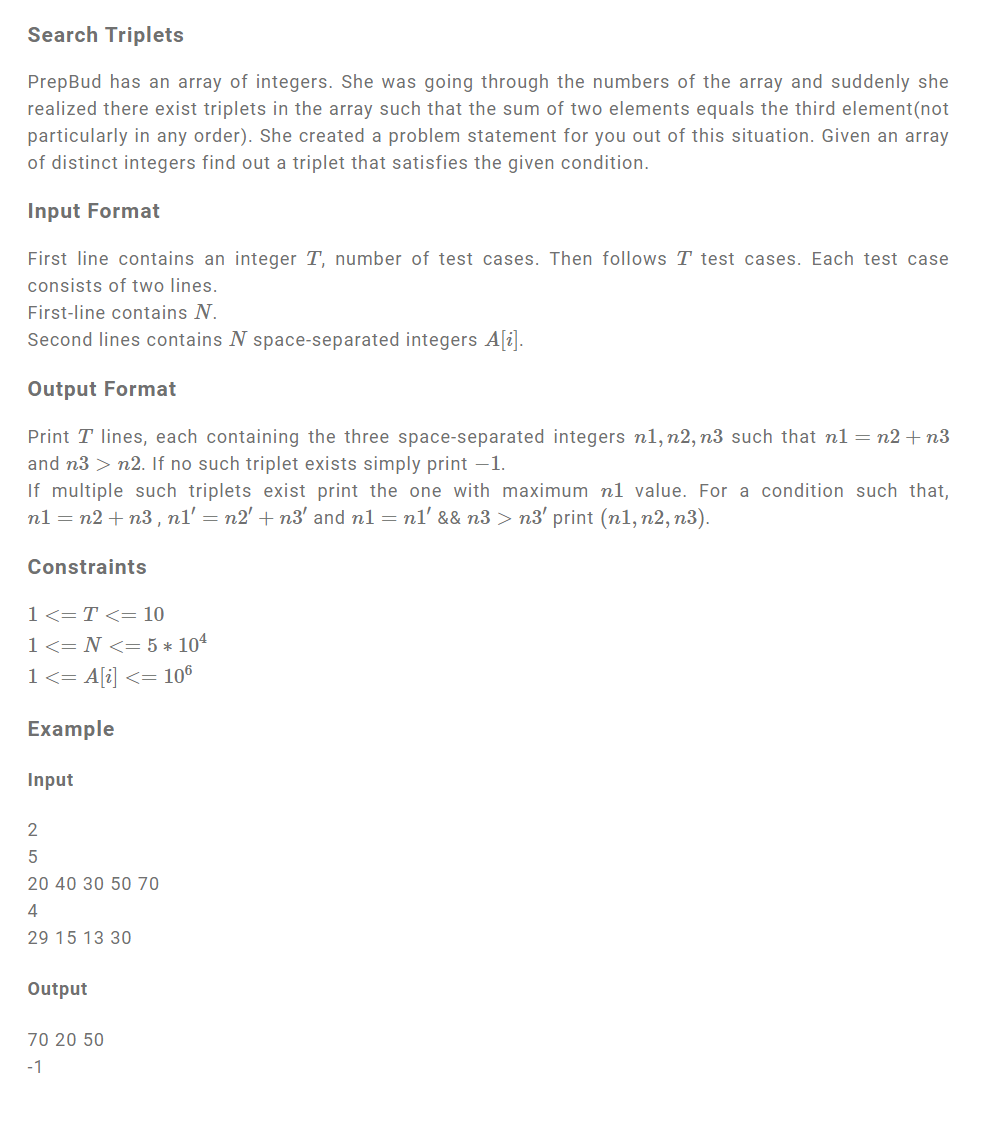 Search Triplets
PrepBud has an array of integers. She was going through the numbers of the array and suddenly she
realized there exist triplets in the array such that the sum of two elements equals the third element(not
particularly in any order). She created a problem statement for you out of this situation. Given an array
of distinct integers find out a triplet that satisfies the given condition.
Input Format
First line contains an integer T, number of test cases. Then follows T test cases. Each test case
consists of two lines.
First-line contains N.
Second lines contains N space-separated integers A[i].
Output Format
Print T lines, each containing the three space-separated integers n1, n2, n3 such that n1 = n2 + n3
and n3 > n2. If no such triplet exists simply print −1.
If multiple such triplets exist print the one with maximum n1 value. For a condition such that,
n1 = n2 + n3 , n1′ = n2′ + n3′ and n1 = n1′ && n3 > n3′ print (n1, n2, n3).
Constraints
1 <= T <= 10
1 <= N <= 5 ∗ 10⁴
1 <= A[i] <= 10⁶
Example
Input
2
5
20 40 30 50 70
4
29 15 13 30
Output
70 20 50
-1